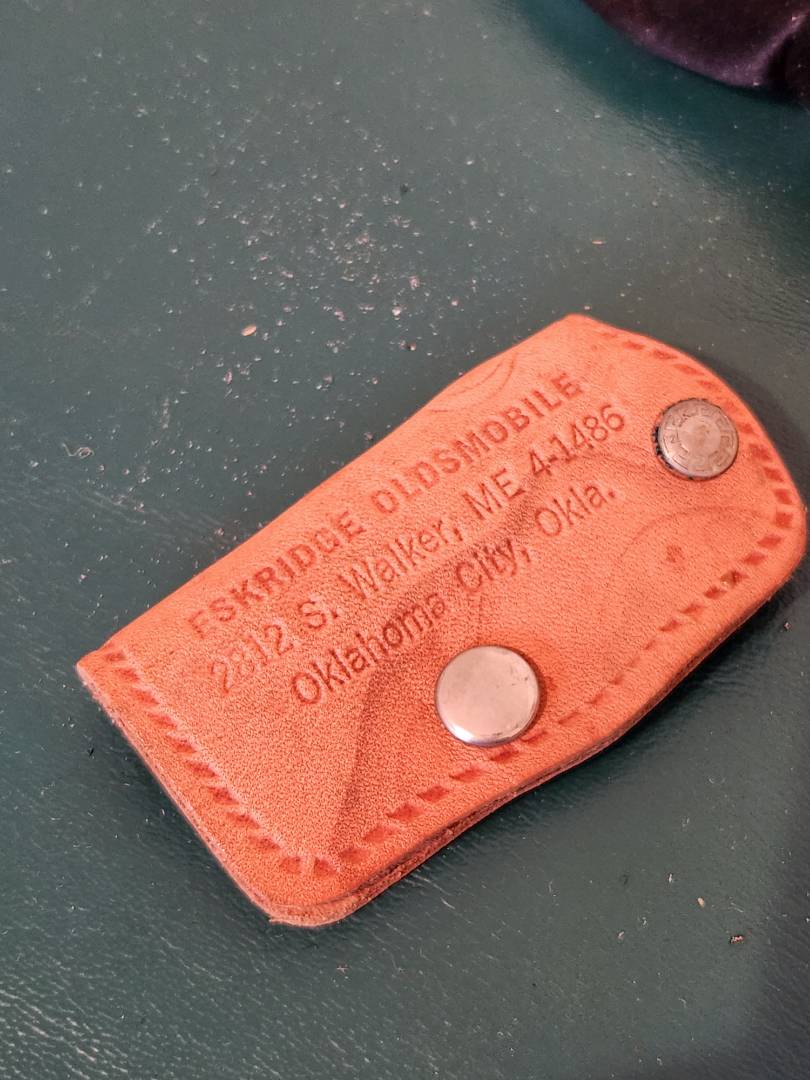 ESKRIDGE OLDSMOBILE
2812 S. Walker, ME 4-1486
Oklahoma City, Okla.